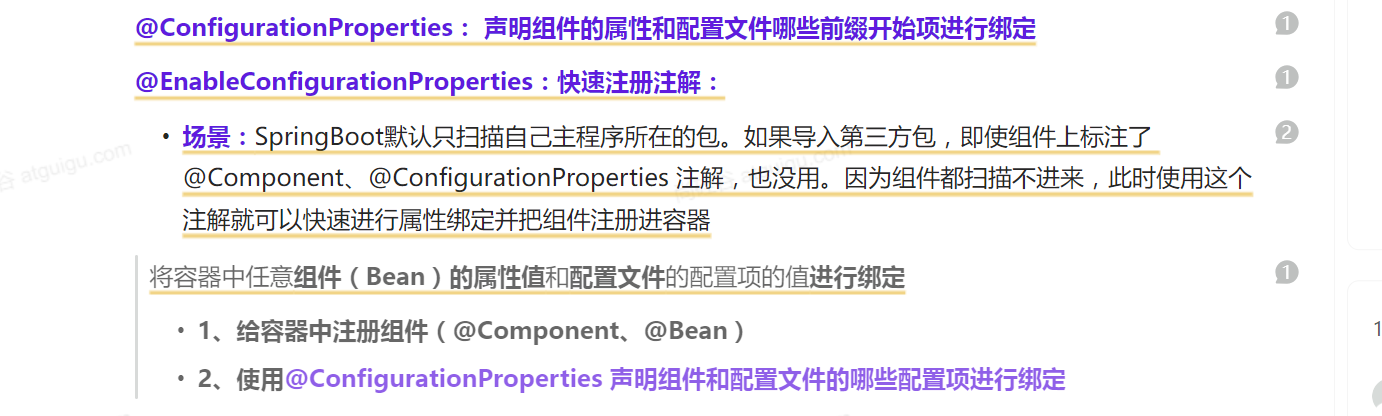 @ConfigurationProperties： 声明组件的属性和配置文件哪些前缀开始项进行绑定
1
@EnableConfigurationProperties：快速注册注解：
1
• 场景：SpringBoot默认只扫描自己主程序所在的包。如果导入第三方包，即使组件上标注了
2
@Component、@ConfigurationProperties 注解，也没用。因为组件都扫描不进来，此时使用这个
注解就可以快速进行属性绑定并把组件注册进容器
谷 atguigu.com
将容器中任意组件（Bean）的属性值和配置文件的配置项的值进行绑定
1
• 1、给容器中注册组件（@Component、@Bean）
1
• 2、使用@ConfigurationProperties 声明组件和配置文件的哪些配置项进行绑定